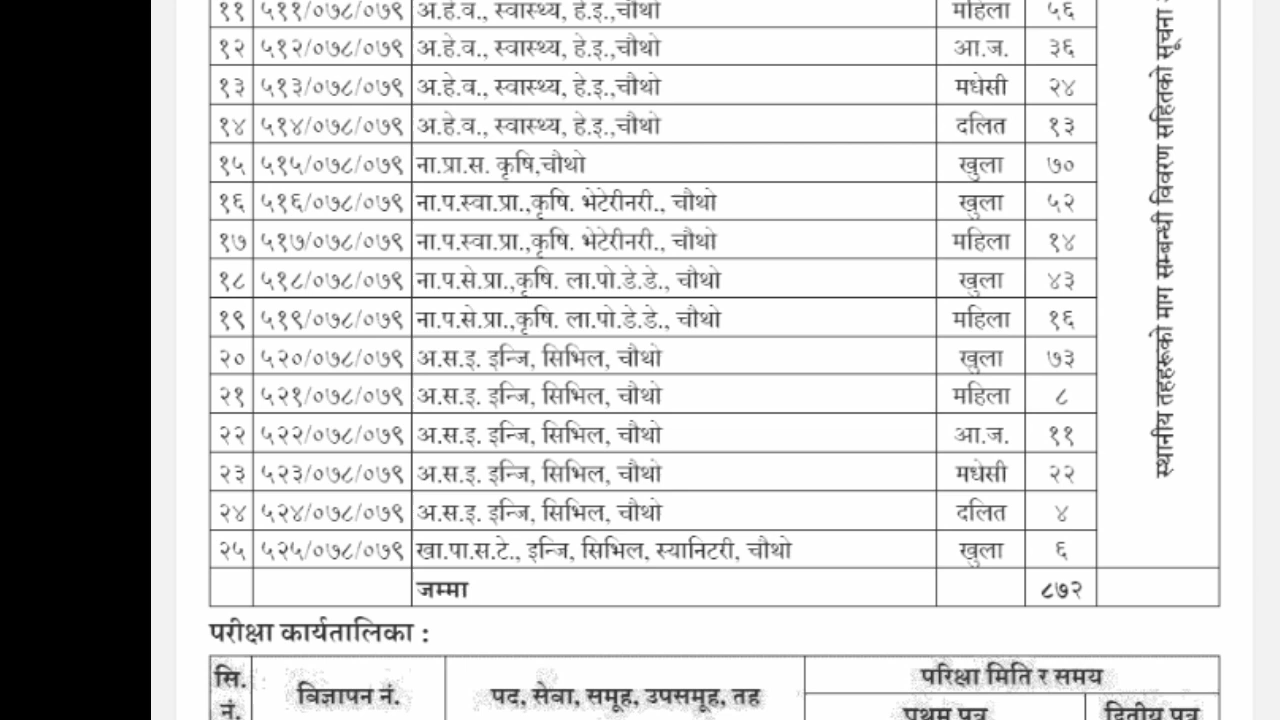 ११ ५११/०७८/०७९ अ.हे.व., स्वास्थ्य, हे.इ.,चौथो महिला ५६
१२ ५१२/०७८/०७९ अ.हे.व., स्वास्थ्य, हे.इ.,चौथो आ.ज. ३६
१३ ५१३/०७८/०७९ अ.हे.व., स्वास्थ्य, हे.इ.,चौथो मधेसी २४
१४ ५१४/०७८/०७९ अ.हे.व., स्वास्थ्य, हे.इ.,चौथो दलित १३
१५ ५१५/०७८/०७९ ना.प्रा.स. कृषि,चौथो खुला ७०
१६ ५१६/०७८/०७९ ना.प.स्वा.प्रा.,कृषि. भेटेरीनरी., चौथो खुला ५२
१७ ५१७/०७८/०७९ ना.प.स्वा.प्रा.,कृषि. भेटेरीनरी., चौथो महिला १४
१८ ५१८/०७८/०७९ ना.प.से.प्रा.,कृषि. ला.पो.डे.डे., चौथो खुला ४३
१९ ५१९/०७८/०७९ ना.प.से.प्रा.,कृषि. ला.पो.डे.डे., चौथो महिला १६
२० ५२०/०७८/०७९ अ.स.इ. इन्जि, सिभिल, चौथो खुला ७३
२१ ५२१/०७८/०७९ अ.स.इ. इन्जि, सिभिल, चौथो महिला ८
२२ ५२२/०७८/०७९ अ.स.इ. इन्जि, सिभिल, चौथो आ.ज. ११
२३ ५२३/०७८/०७९ अ.स.इ. इन्जि, सिभिल, चौथो मधेसी २२
२४ ५२४/०७८/०७९ अ.स.इ. इन्जि, सिभिल, चौथो दलित ४
२५ ५२५/०७८/०७९ खा.पा.स.टे., इन्जि, सिभिल, स्यानिटरी, चौथो खुला ६
जम्मा ८७२
स्थानीय तहहरूको माग सम्बन्धी विवरण सहितको सूचना
परीक्षा कार्यतालिका :
सि. नं. विज्ञापन नं. पद, सेवा, समूह, उपसमूह, तह परिक्षा मिति र समय
प्रथम पत्र द्वितीय पत्र